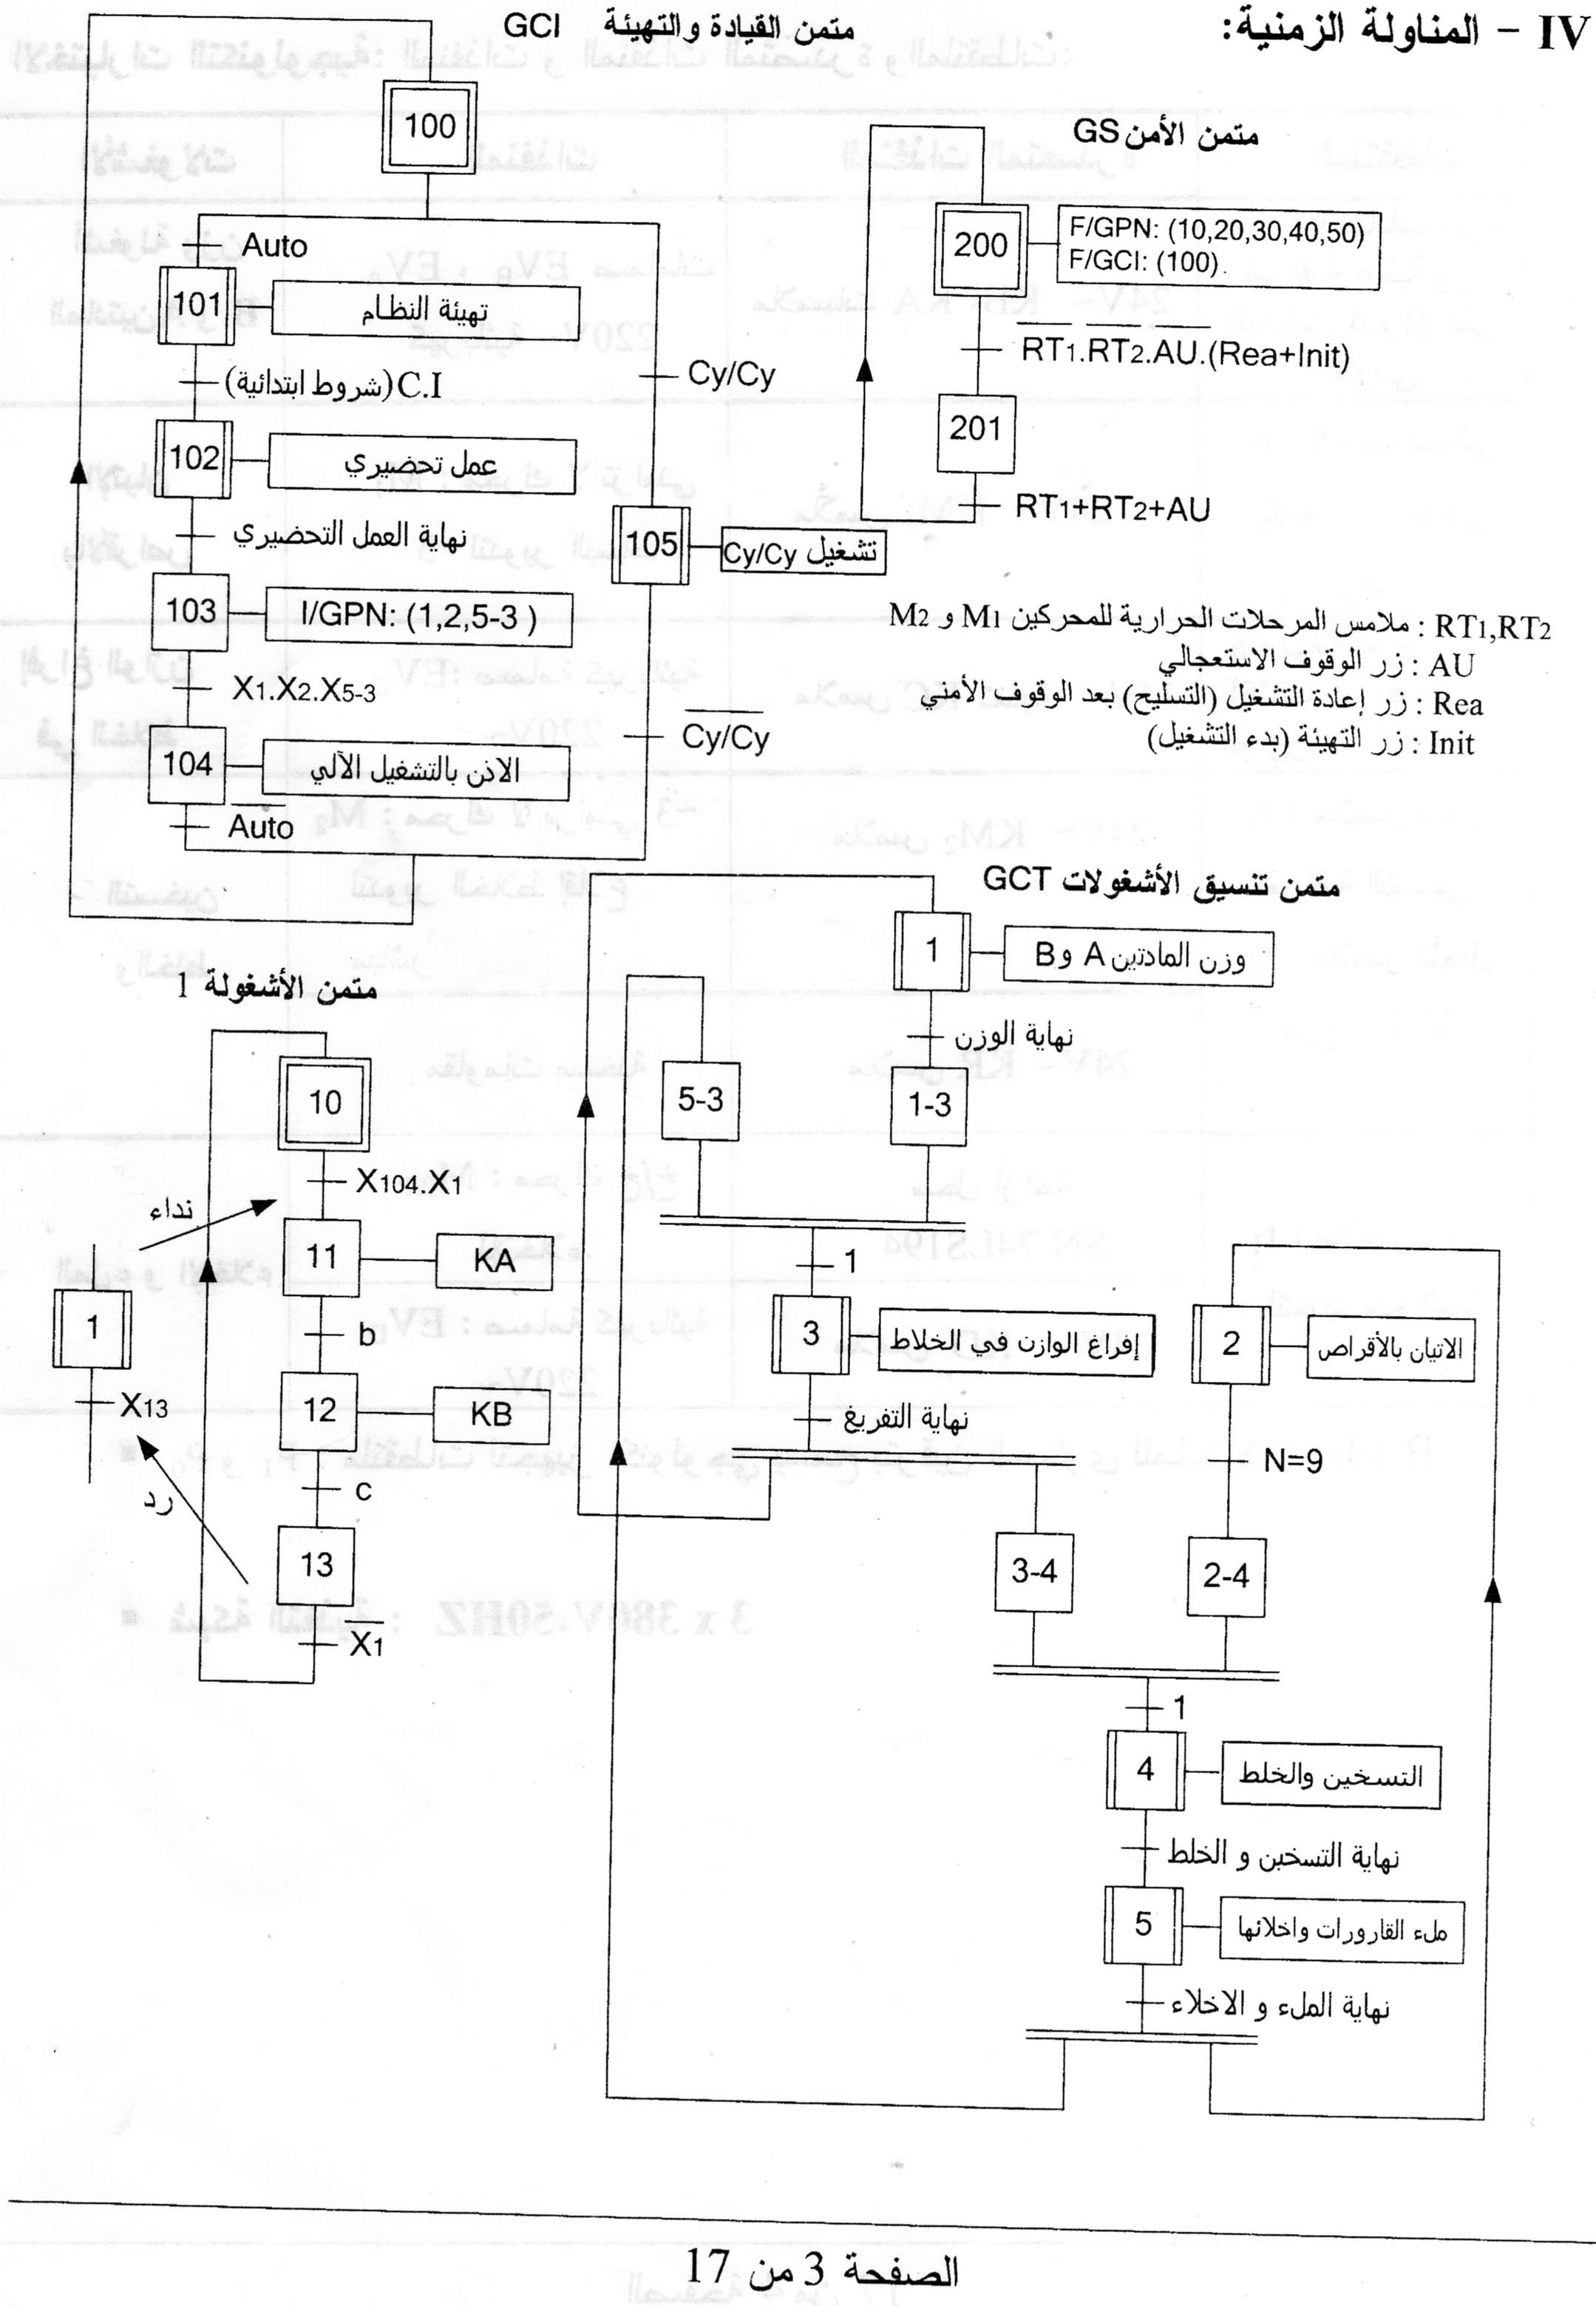 IV - المناولة الزمنية:
متمن القيادة والتهيئة GCI
100
Auto
101
تهيئة النظام
C.I(شروط ابتدائية)
102
عمل تحضيري
نهاية العمل التحضيري
103
I/GPN: (1,2,5-3 )
X1.X2.X5-3
104
الاذن بالتشغيل الآلي
Auto
Cy/Cy
105
تشغيل Cy/Cy
Cy/Cy
متمن الأمن GS
200
F/GPN: (10,20,30,40,50)
F/GCI: (100).
RT1.RT2.AU.(Rea+Init)
201
RT1+RT2+AU
RT1,RT2 : ملامس المرحلات الحرارية للمحركين M1 و M2
AU : زر الوقوف الاستعجالي
Rea : زر إعادة التشغيل (التسليح) بعد الوقوف الأمني
Init : زر التهيئة (بدء التشغيل)
متمن تنسيق الأشغولات GCT
1
وزن المادتين A وB
نهاية الوزن
5-3
1-3
1
3
إفراغ الوازن في الخلاط
نهاية التفريغ
2
الاتيان بالأقراص
N=9
3-4
2-4
1
4
التسخين والخلط
نهاية التسخين و الخلط
5
ملء القارورات واخلائها
نهاية الملء و الاخلاء
متمن الأشغولة 1
10
X104.X1
نداء
11
KA
1
b
X13
12
KB
رد
c
13
X1
الصفحة 3 من 17